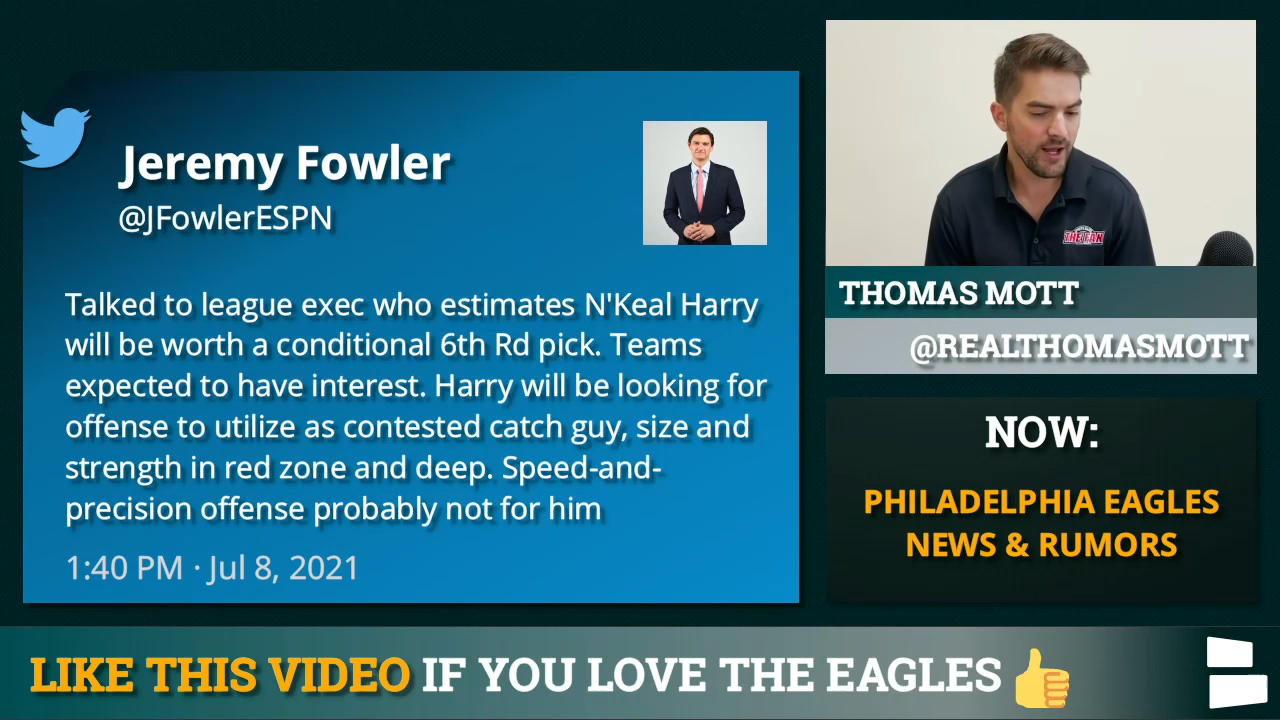 Jeremy Fowler
@JFowlerESPN
Talked to league exec who estimates N'Keal Harry
will be worth a conditional 6th Rd pick. Teams
expected to have interest. Harry will be looking for
offense to utilize as contested catch guy, size and
strength in red zone and deep. Speed-and-
precision offense probably not for him
1:40 PM · Jul 8, 2021
THE FAN
THOMAS MOTT
@REALTHOMASMOTT
NOW:
PHILADELPHIA EAGLES
NEWS & RUMORS
LIKE THIS VIDEO IF YOU LOVE THE EAGLES